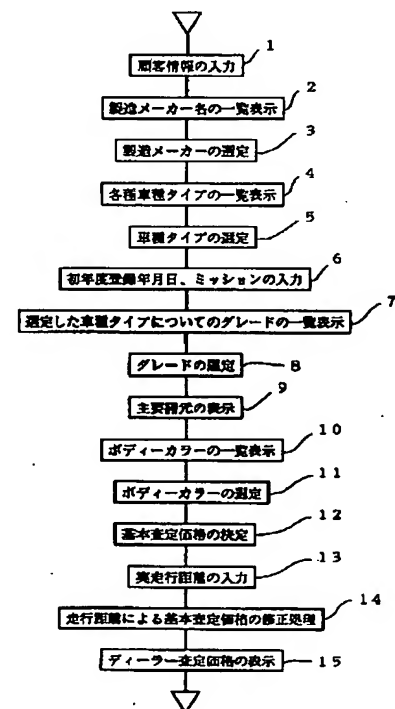 1
顧客情報の入力
2
製造メーカー名の一覧表示
3
製造メーカーの選定
4
各種車種タイプの一覧表示
5
車種タイプの選定
6
初年度登録年月日、ミッションの入力
7
選定した車種タイプについてのグレードの一覧表示
グレードの選定
8
主要諸元の表示
9
ボディーカラーの一覧表示
10
ボディーカラーの選定
11
基本査定価格の決定
12
実走行距離の入力
13
走行距離による基本査定価格の修正処理
14
ディーラー査定価格の表示
15